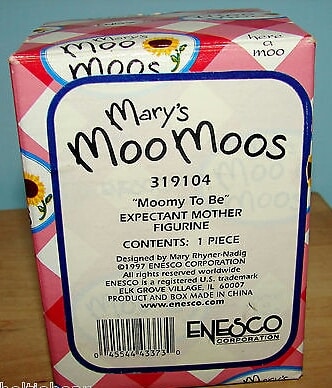 Mary's
Moo
Moos
here a
moo
Mary's
Moo Moos
319104
"Moomy To Be"
EXPECTANT MOTHER
FIGURINE
CONTENTS: 1 PIECE
Designed by Mary Rhyner-Nadig
©1997 ENESCO CORPORATION
All rights reserved worldwide
ENESCO is a registered U.S. trademark
ELK GROVE VILLAGE, IL 60007
PRODUCT AND BOX MADE IN CHINA
www.enesco.com
ENESCO
CORPORATION
0 45544 43373 0
Mary's